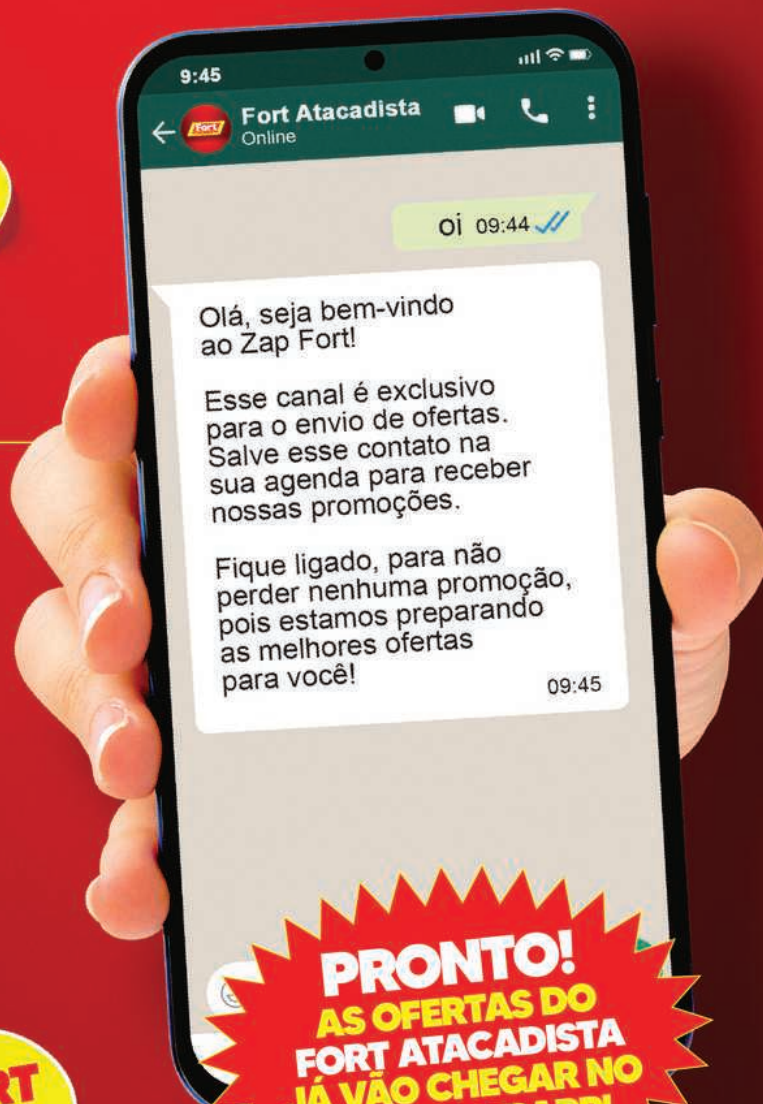 9:45
Fort
Fort Atacadista
Online
oi 09:44
Olá, seja bem-vindo
ao Zap Fort!
Esse canal é exclusivo
para o envio de ofertas.
Salve esse contato na
sua agenda para receber
nossas promoções.
Fique ligado, para não
perder nenhuma promoção,
pois estamos preparando
as melhores ofertas
para você!
09:45
PRONTO!
AS OFERTAS DO
FORT ATACADISTA
JÁ VÃO CHEGAR NO